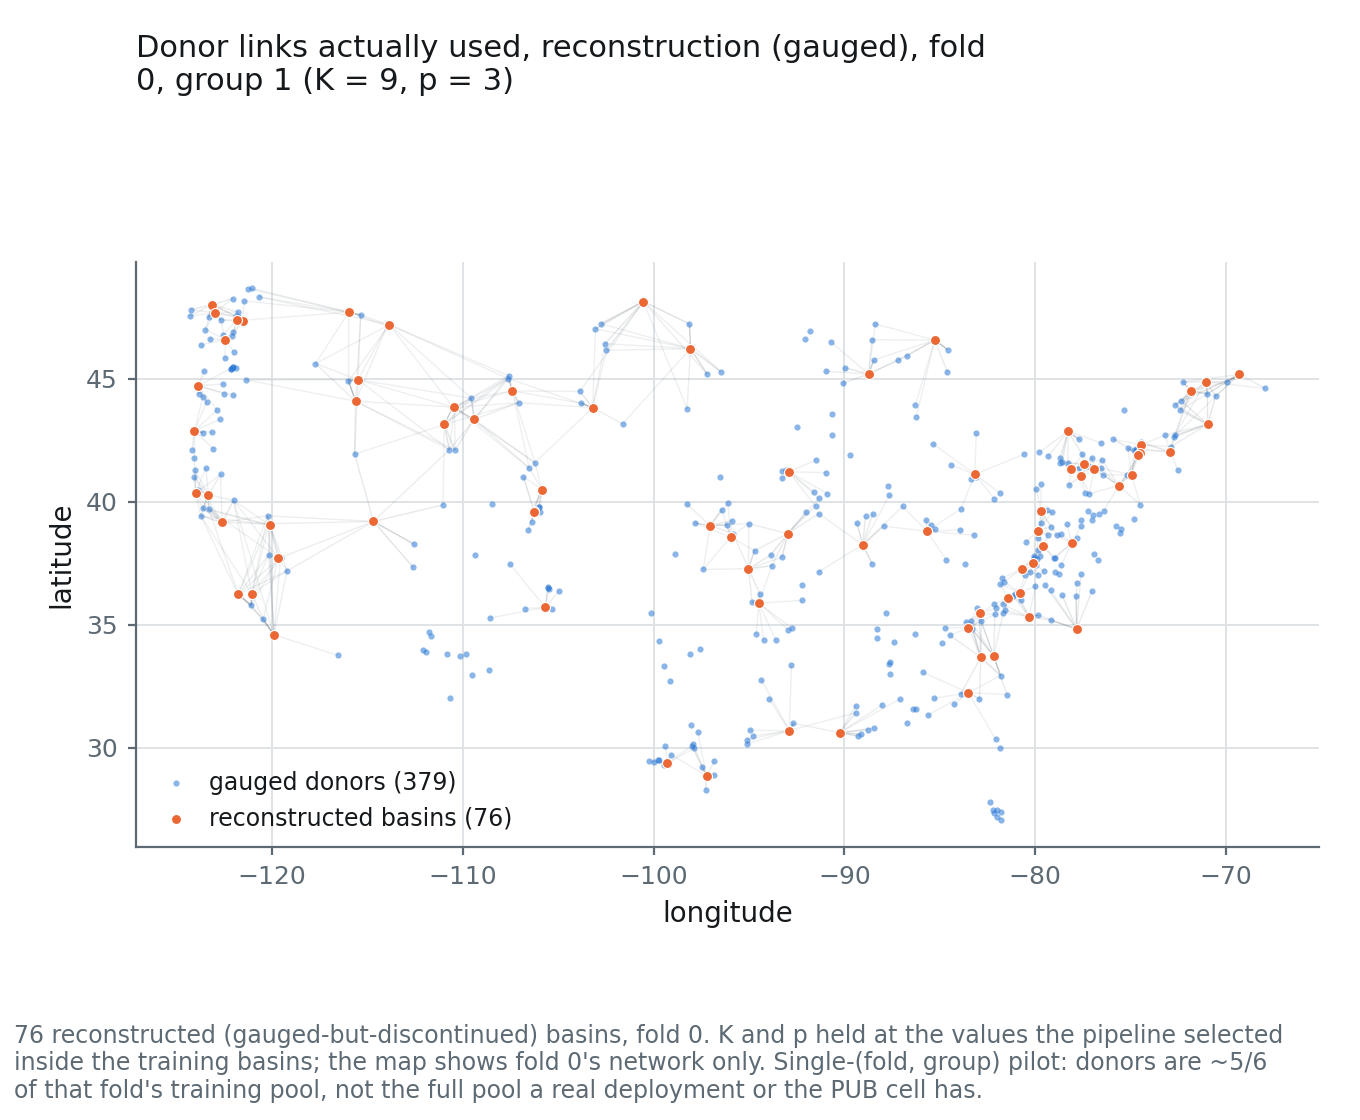 Donor links actually used, reconstruction (gauged), fold
0, group 1 (K = 9, p = 3)
latitude
45
40
35
30
gauged donors (379)
reconstructed basins (76)
−120
−110
−100
−90
−80
−70
longitude
76 reconstructed (gauged-but-discontinued) basins, fold 0. K and p held at the values the pipeline selected
inside the training basins; the map shows fold 0's network only. Single-(fold, group) pilot: donors are ~5/6
of that fold's training pool, not the full pool a real deployment or the PUB cell has.